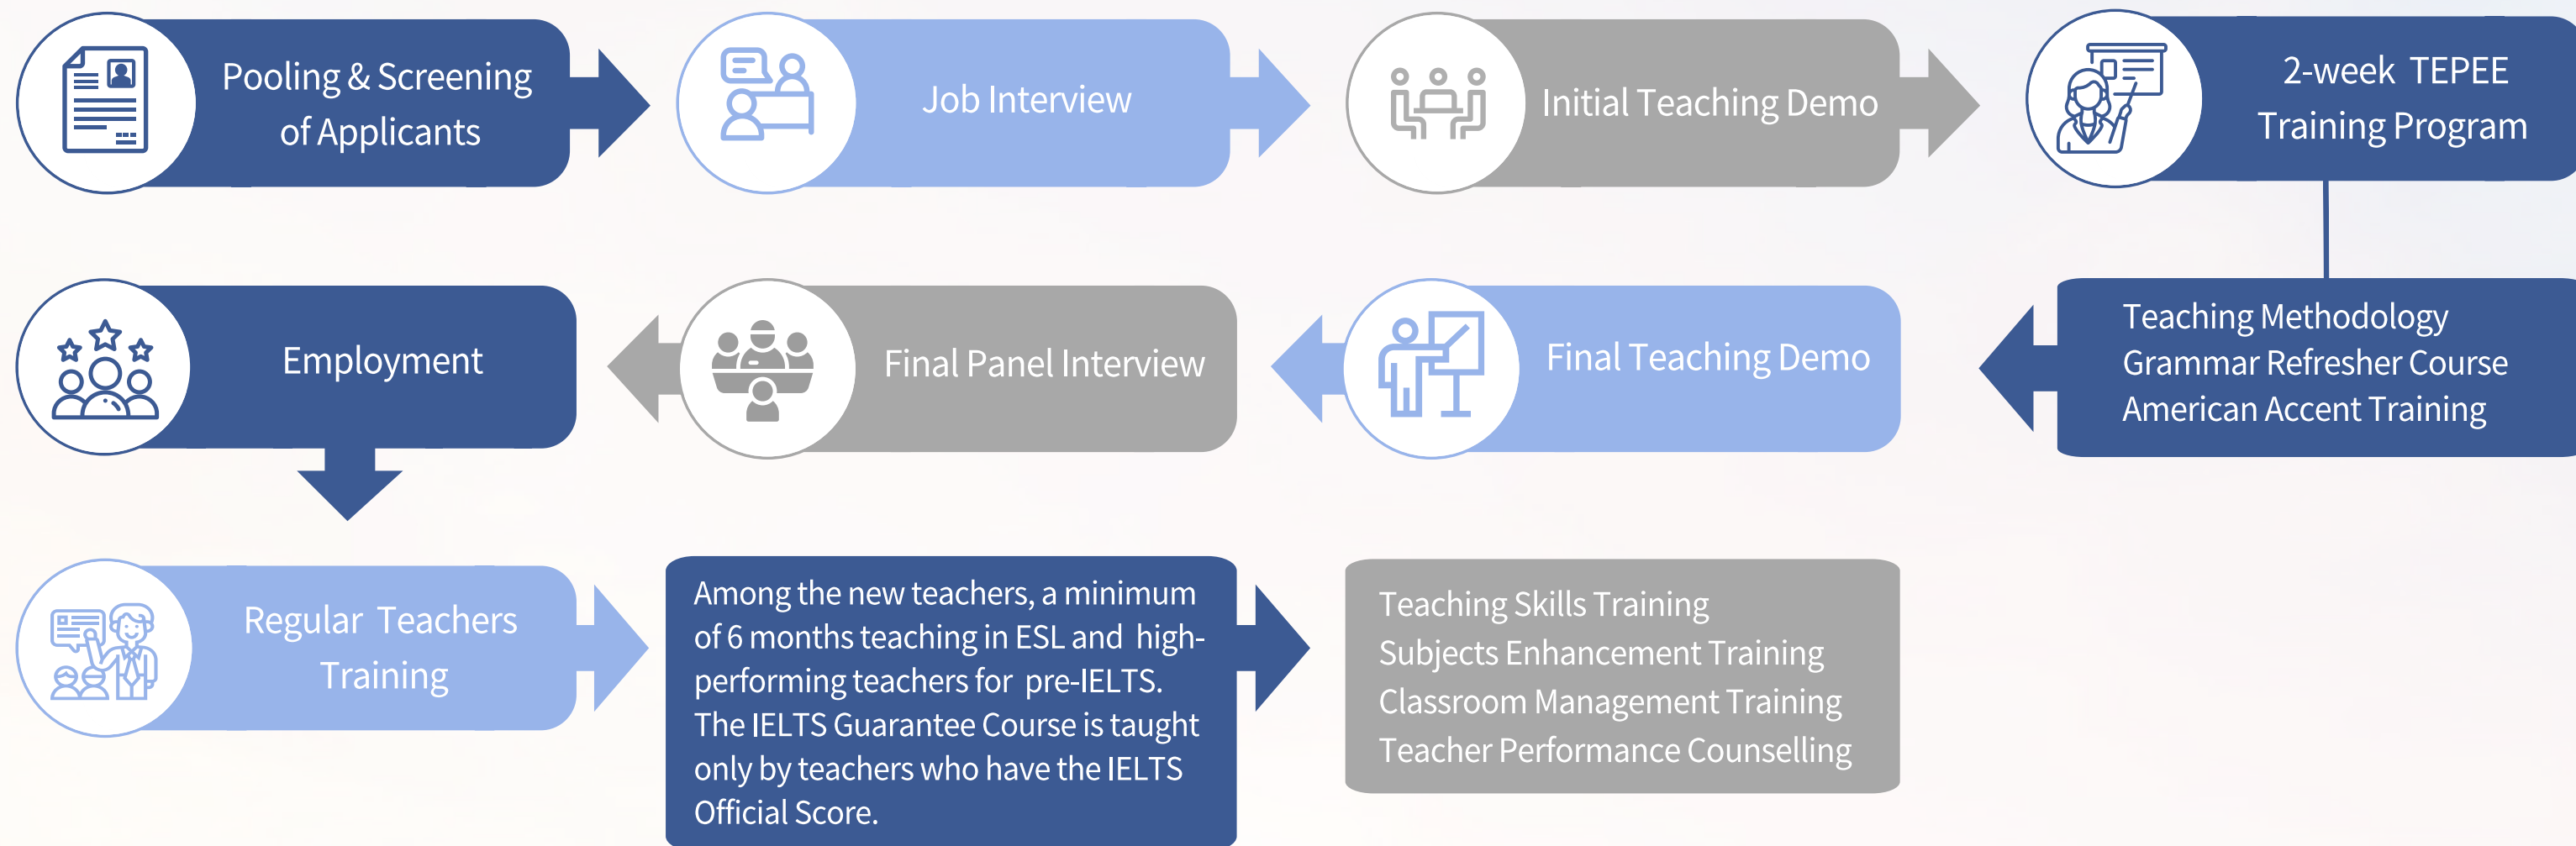 Pooling & Screening
of Applicants
Job Interview
Initial Teaching Demo
2-week TEPEE
Training Program
Teaching Methodology
Grammar Refresher Course
American Accent Training
Final Teaching Demo
Final Panel Interview
Employment
Regular Teachers
Training
Among the new teachers, a minimum
of 6 months teaching in ESL and high-
performing teachers for pre-IELTS.
The IELTS Guarantee Course is taught
only by teachers who have the IELTS
Official Score.
Teaching Skills Training
Subjects Enhancement Training
Classroom Management Training
Teacher Performance Counselling